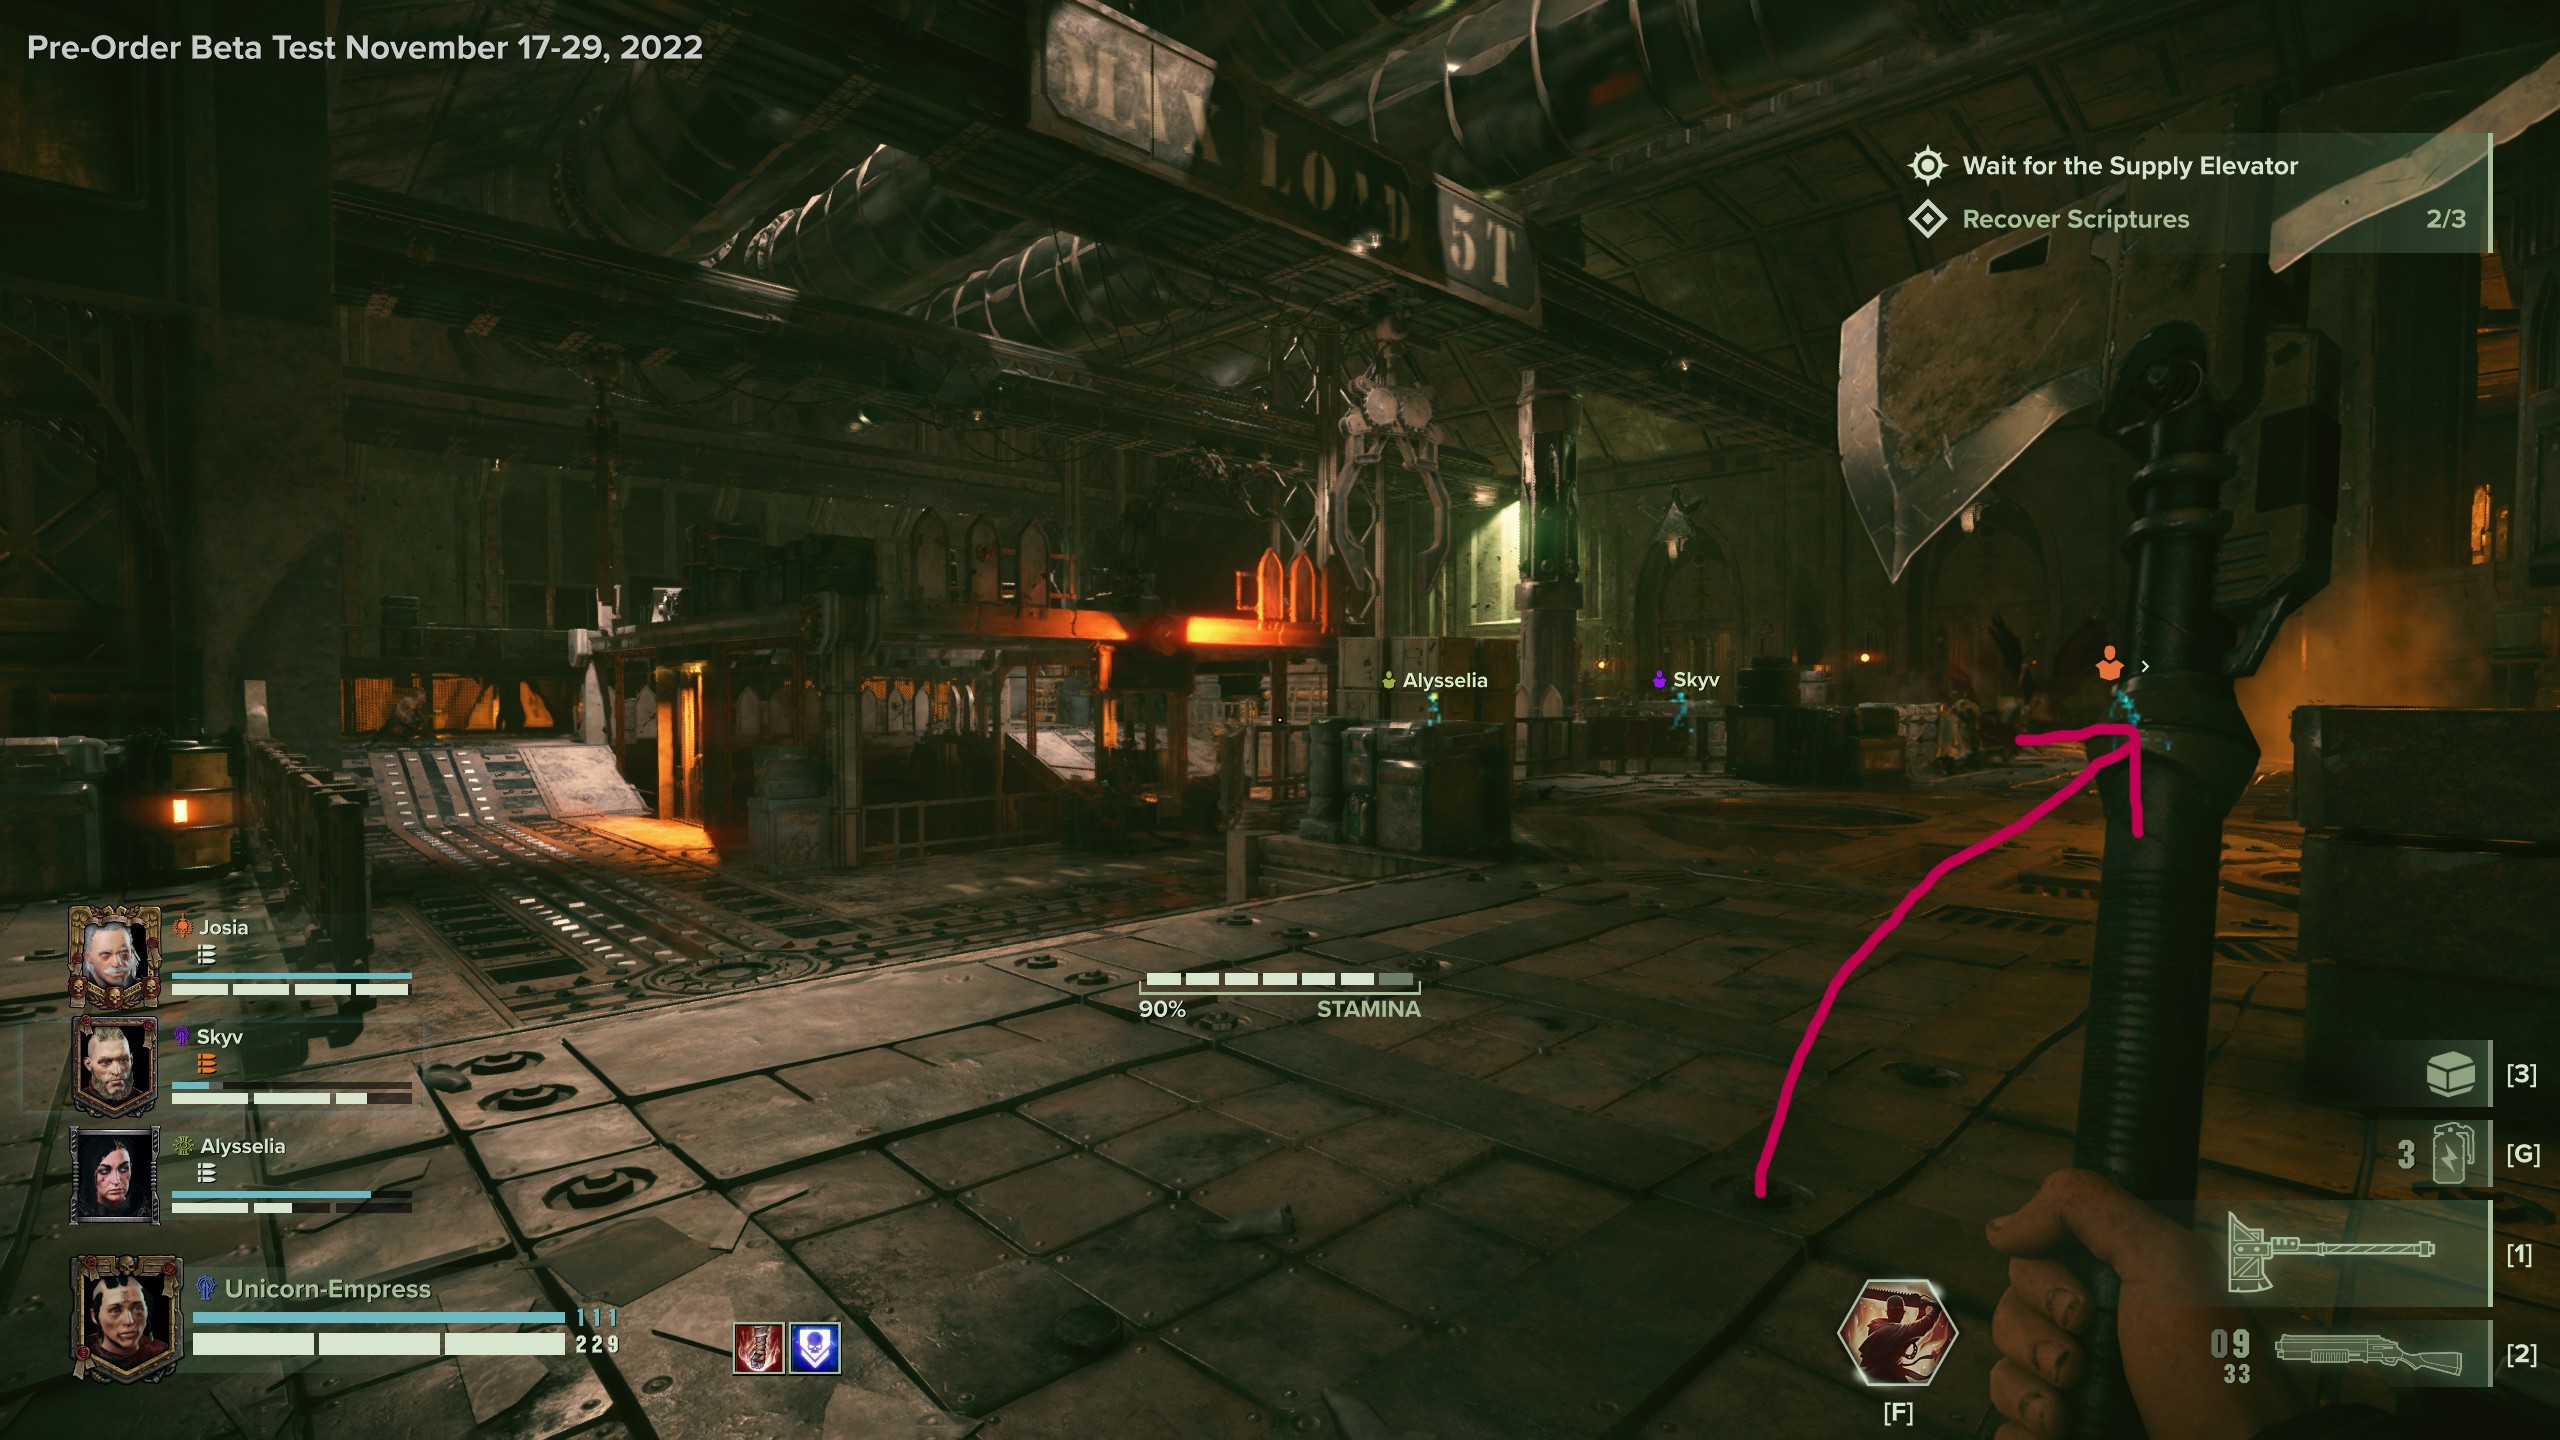 Pre-Order Beta Test November 17-29, 2022
MAX LOAD 5T
Wait for the Supply Elevator
Recover Scriptures 2/3
Alysselia
Skyv
Josia
Skyv
Alysselia
Unicorn-Empress
111
229
90% STAMINA
[F]
[3]
3 [G]
[1]
09
33
[2]